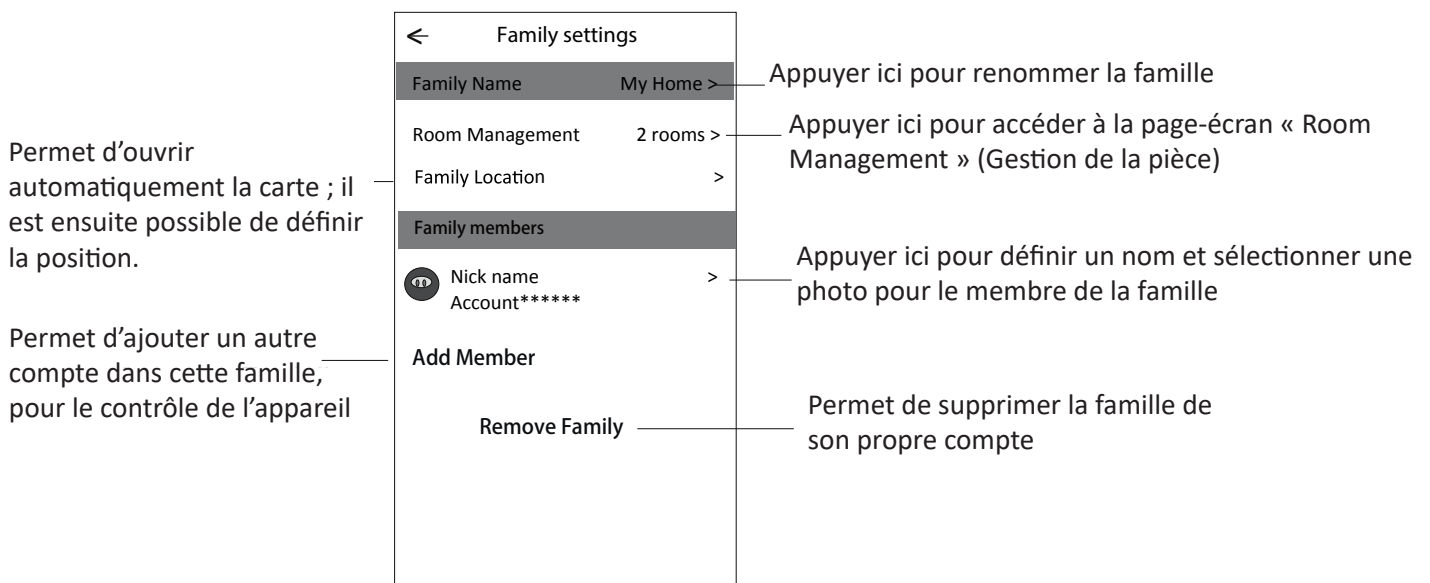 ← Family settings
Family Name My Home >
Appuyer ici pour renommer la famille
Room Management 2 rooms >
Appuyer ici pour accéder à la page-écran « Room
Management » (Gestion de la pièce)
Permet d’ouvrir
automatiquement la carte ; il
est ensuite possible de définir
la position.
Family Location >
Family members
Nick name >
Account******
Appuyer ici pour définir un nom et sélectionner une
photo pour le membre de la famille
Permet d’ajouter un autre
compte dans cette famille,
pour le contrôle de l’appareil
Add Member
Remove Family
Permet de supprimer la famille de
son propre compte